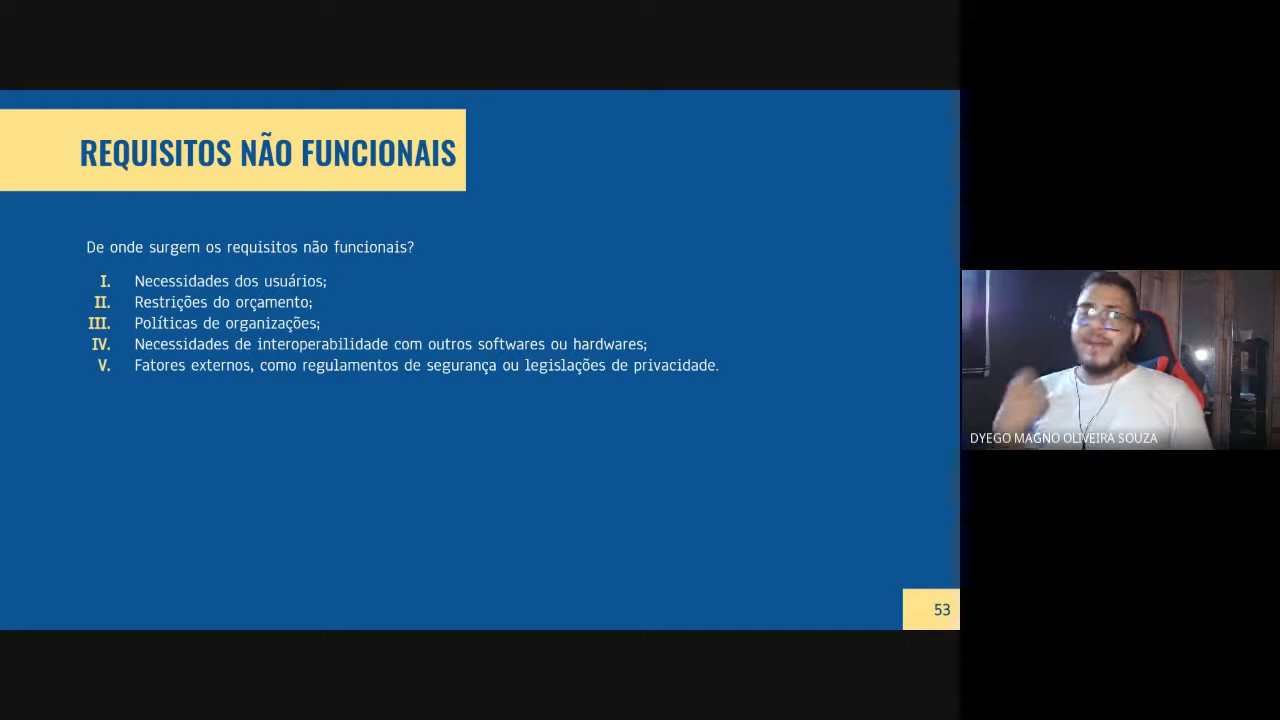 REQUISITOS NÃO FUNCIONAIS
De onde surgem os requisitos não funcionais?
I. Necessidades dos usuários;
II. Restrições do orçamento;
III. Políticas de organizações;
IV. Necessidades de interoperabilidade com outros softwares ou hardwares;
V. Fatores externos, como regulamentos de segurança ou legislações de privacidade.
DYEGO MAGNO OLIVEIRA SOUZA
53